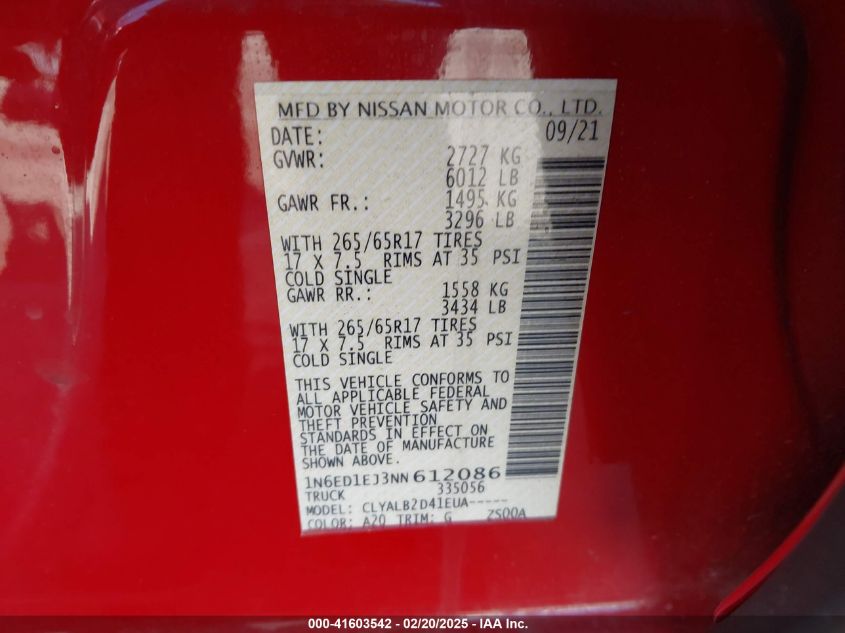 MFD BY NISSAN MOTOR CO., LTD.
DATE: 09/21
GVWR: 2727 KG
6012 LB
GAWR FR.: 1495 KG
3296 LB
WITH 265/65R17 TIRES
17 X 7.5 RIMS AT 35 PSI
COLD SINGLE
GAWR RR.: 1558 KG
3434 LB
WITH 265/65R17 TIRES
17 X 7.5 RIMS AT 35 PSI
COLD SINGLE
THIS VEHICLE CONFORMS TO
ALL APPLICABLE FEDERAL
MOTOR VEHICLE SAFETY AND
THEFT PREVENTION
STANDARDS IN EFFECT ON
THE DATE OF MANUFACTURE
SHOWN ABOVE.
1N6ED1EJ3NN612086
TRUCK 335056
MODEL: CLYALB2D41EUA-----
COLOR: A20 TRIM: G ZS00A
000-41603542 - 02/20/2025 - IAA Inc.